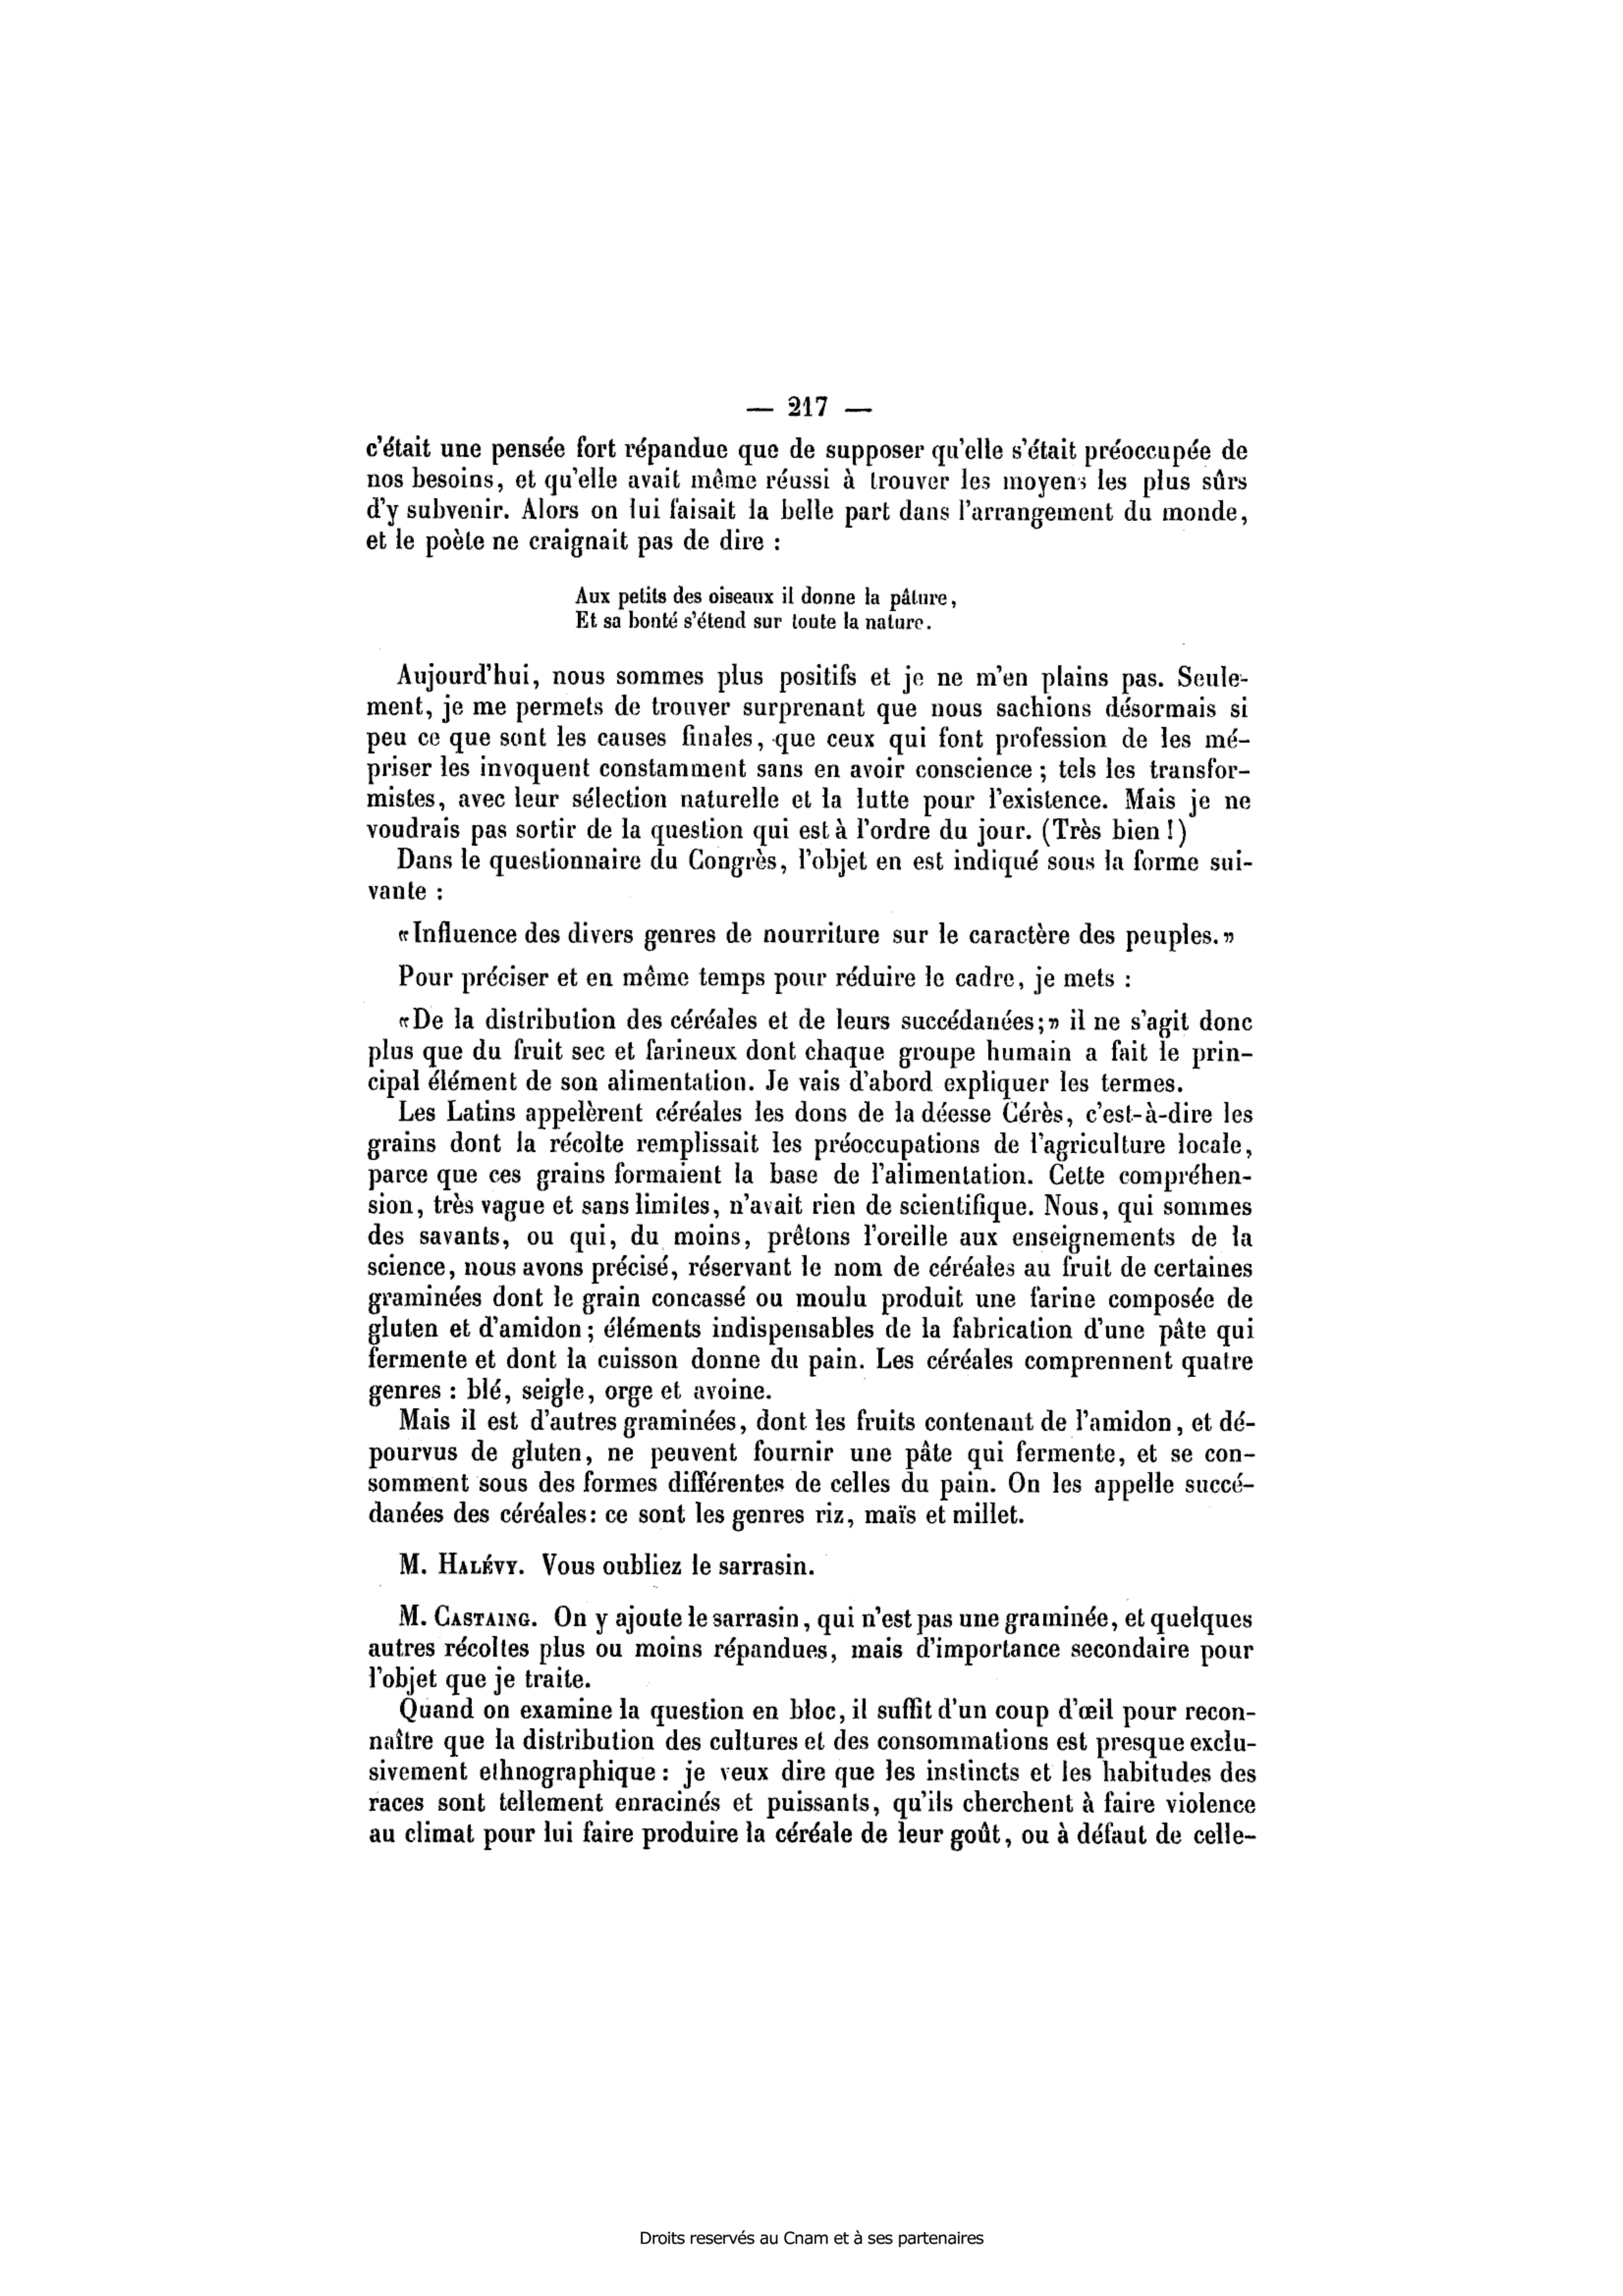 — 217 —
c'était une pensée fort répandue que de supposer qu'elle s'était préoccupée de
nos besoins, et qu'elle avait même réussi à trouver les moyens les plus sûrs
d'y subvenir. Alors on lui faisait la belle part dans l'arrangement du monde,
et le poète ne craignait pas de dire :
Aux petits des oiseaux il donne la pâture,
Et sa bonté s'étend sur toute la nature.
Aujourd'hui, nous sommes plus positifs et je ne m'en plains pas. Seule-
ment, je me permets de trouver surprenant que nous sachions désormais si
peu ce que sont les causes finales, que ceux qui font profession de les mé-
priser les invoquent constamment sans en avoir conscience ; tels les transfor-
mistes, avec leur sélection naturelle et la lutte pour l'existence. Mais je ne
voudrais pas sortir de la question qui est à l'ordre du jour. (Très bien !)
Dans le questionnaire du Congrès, l'objet en est indiqué sous la forme sui-
vante :
« Influence des divers genres de nourriture sur le caractère des peuples. »
Pour préciser et en même temps pour réduire le cadre, je mets :
« De la distribution des céréales et de leurs succédanées ; » il ne s'agit donc
plus que du fruit sec et farineux dont chaque groupe humain a fait le prin-
cipal élément de son alimentation. Je vais d'abord expliquer les termes.
Les Latins appelèrent céréales les dons de la déesse Cérès, c'est-à-dire les
grains dont la récolte remplissait les préoccupations de l'agriculture locale,
parce que ces grains formaient la base de l'alimentation. Cette compréhen-
sion, très vague et sans limites, n'avait rien de scientifique. Nous, qui sommes
des savants, ou qui, du moins, prêtons l'oreille aux enseignements de la
science, nous avons précisé, réservant le nom de céréales au fruit de certaines
graminées dont le grain concassé ou moulu produit une farine composée de
gluten et d'amidon ; éléments indispensables de la fabrication d'une pâte qui
fermente et dont la cuisson donne du pain. Les céréales comprennent quatre
genres : blé, seigle, orge et avoine.
Mais il est d'autres graminées, dont les fruits contenant de l'amidon, et dé-
pourvus de gluten, ne peuvent fournir une pâte qui fermente, et se con-
somment sous des formes différentes de celles du pain. On les appelle succé-
danées des céréales : ce sont les genres riz, maïs et millet.
M. HALÉVY. Vous oubliez le sarrasin.
M. CASTAING. On y ajoute le sarrasin, qui n'est pas une graminée, et quelques
autres récoltes plus ou moins répandues, mais d'importance secondaire pour
l'objet que je traite.
Quand on examine la question en bloc, il suffit d'un coup d'œil pour recon-
naître que la distribution des cultures et des consommations est presque exclu-
sivement ethnographique : je veux dire que les instincts et les habitudes des
races sont tellement enracinés et puissants, qu'ils cherchent à faire violence
au climat pour lui faire produire la céréale de leur goût, ou à défaut de celle-
Droits reservés au Cnam et à ses partenaires